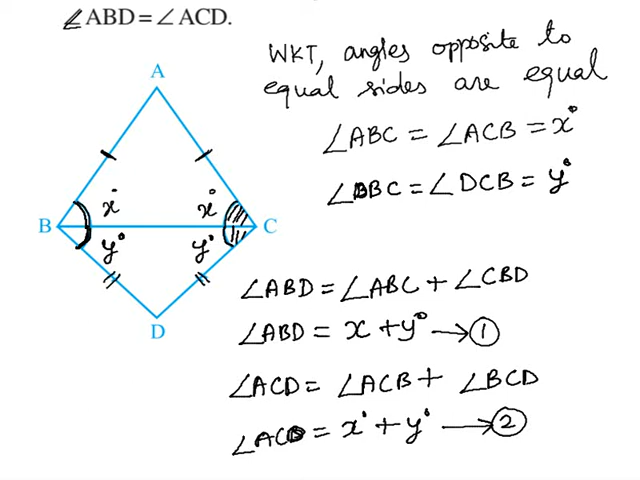 ∠ABD = ∠ ACD.
WKT, angles opposite to
equal sides are equal
∠ABC = ∠ACB = x°
∠DBC = ∠DCB = y°
A
B
x°
x°
C
y°
y°
D
∠ABD = ∠ABC + ∠CBD
∠ABD = x + y° → ①
∠ACD = ∠ACB + ∠BCD
∠ACD = x° + y° → ②